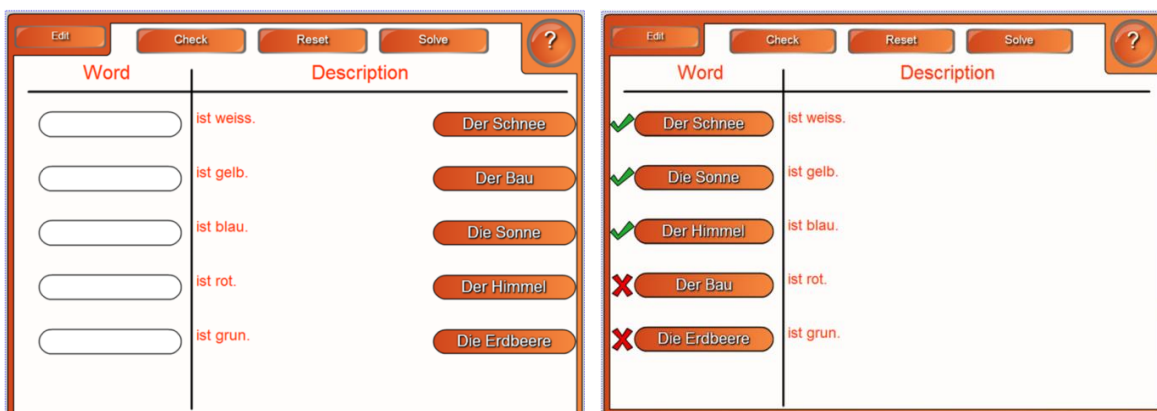 Edit Check Reset Solve ?
Word Description
ist weiss. Der Schnee
ist gelb. Der Bau
ist blau. Die Sonne
ist rot. Der Himmel
ist grun. Die Erdbeere
Edit Check Reset Solve ?
Word Description
Der Schnee ist weiss.
Die Sonne ist gelb.
Der Himmel ist blau.
Der Bau ist rot.
Die Erdbeere ist grun.